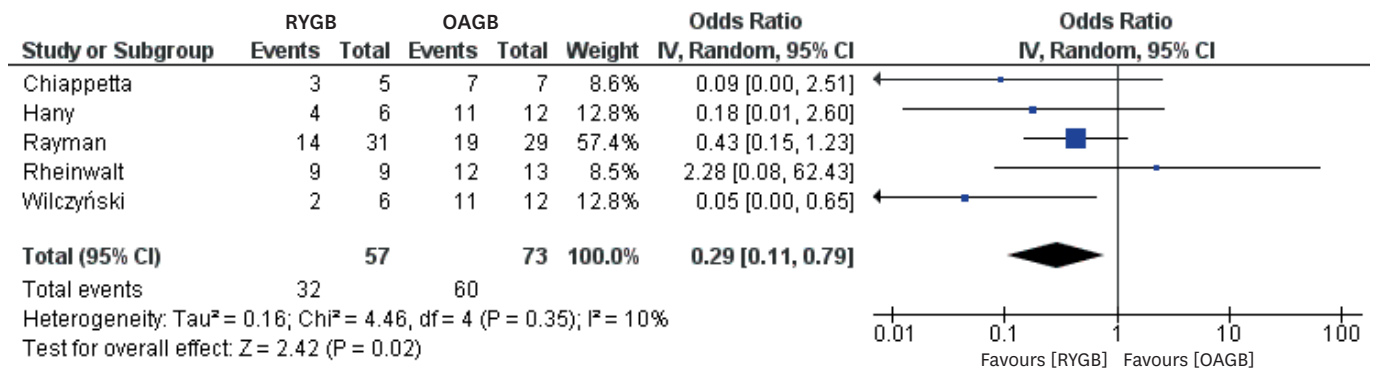 RYGB OAGB Odds Ratio Odds Ratio
Study or Subgroup Events Total Events Total Weight IV, Random, 95% CI IV, Random, 95% CI
Chiappetta 3 5 7 7 8.6% 0.09 [0.00, 2.51]
Hany 4 6 11 12 12.8% 0.18 [0.01, 2.60]
Rayman 14 31 19 29 57.4% 0.43 [0.15, 1.23]
Rheinwalt 9 9 12 13 8.5% 2.28 [0.08, 62.43]
Wilczyński 2 6 11 12 12.8% 0.05 [0.00, 0.65]
Total (95% CI) 57 73 100.0% 0.29 [0.11, 0.79]
Total events 32 60
Heterogeneity: Tau² = 0.16; Chi² = 4.46, df = 4 (P = 0.35); I² = 10%
Test for overall effect: Z = 2.42 (P = 0.02)
0.01 0.1 1 10 100
Favours [RYGB] Favours [OAGB]